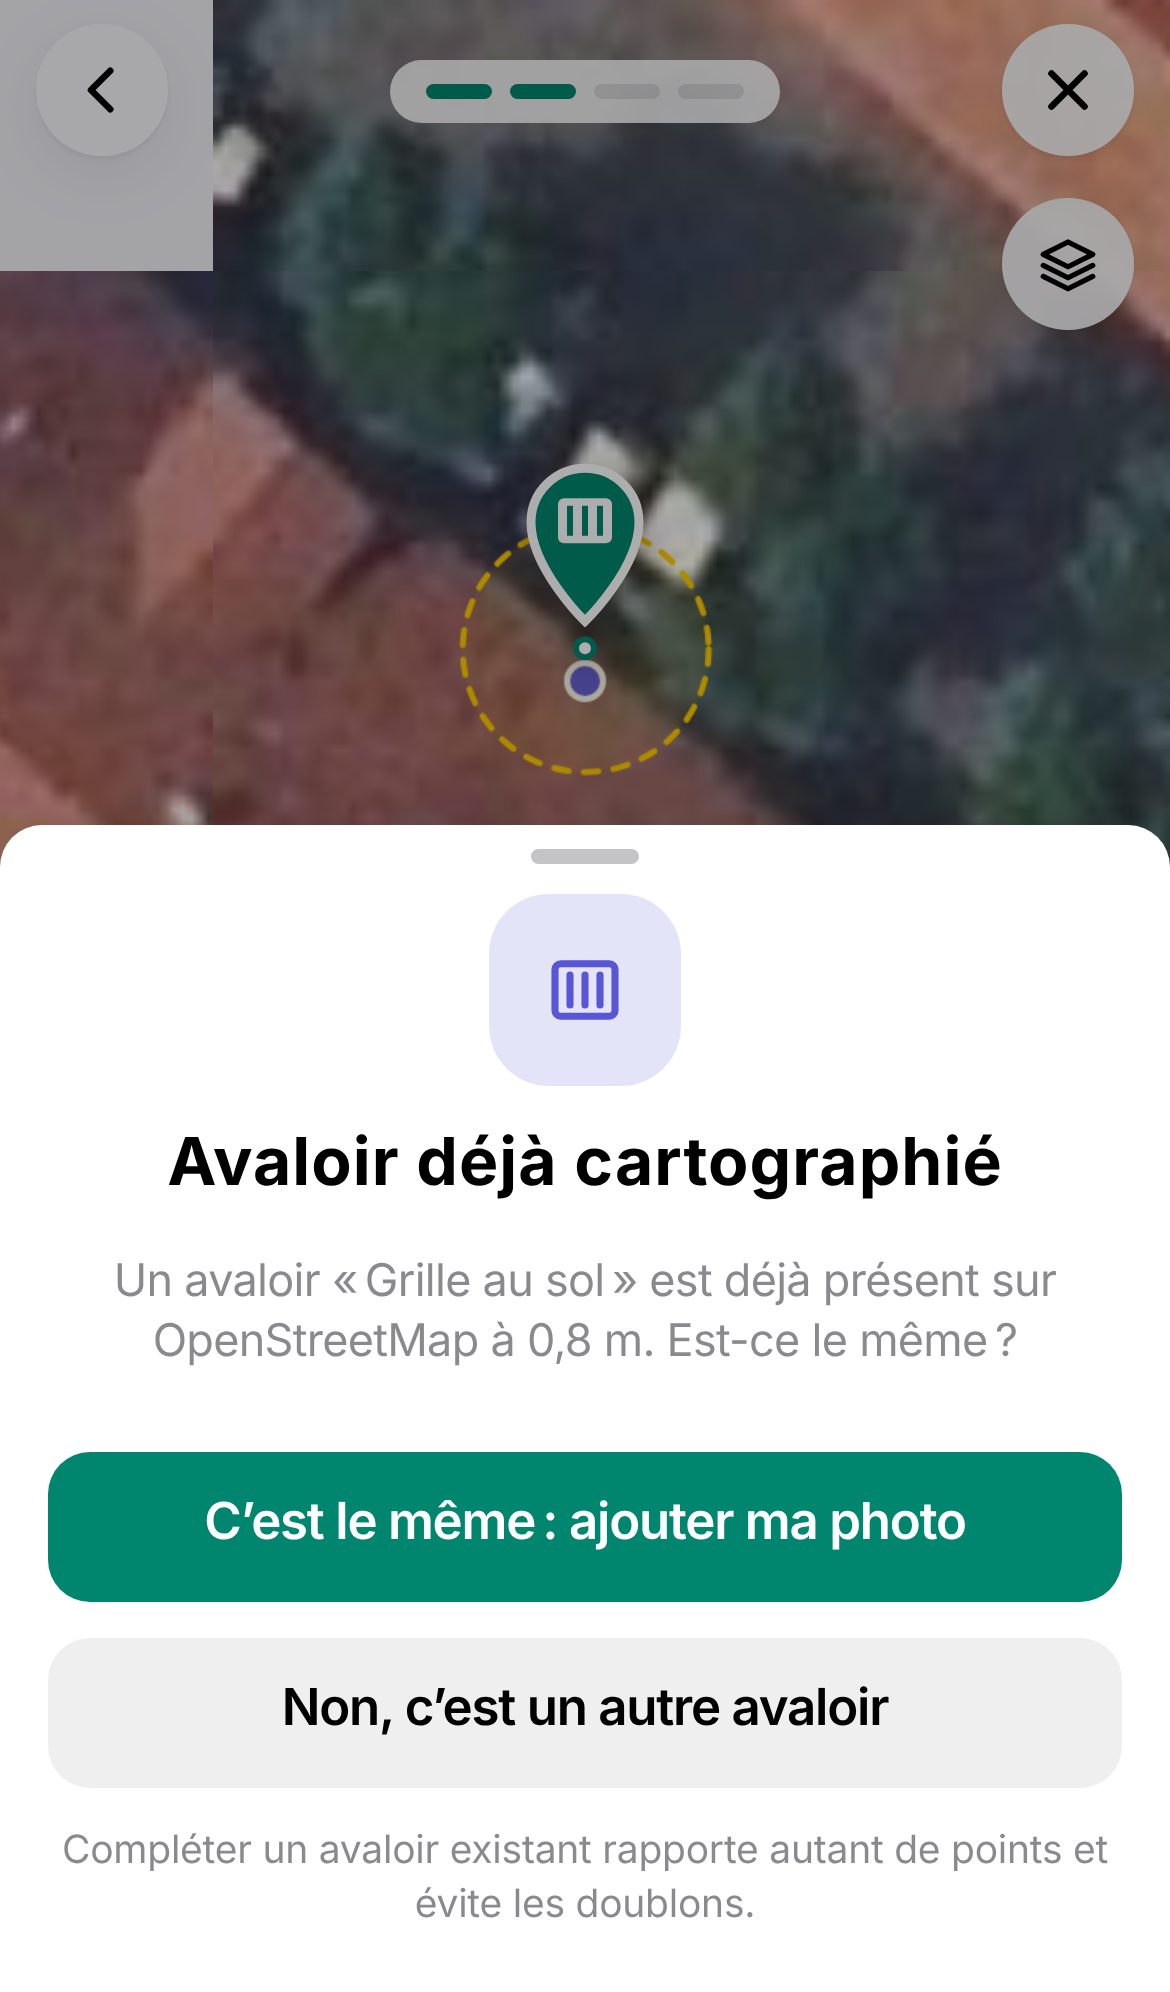 Avaloir déjà cartographié
Un avaloir « Grille au sol » est déjà présent sur
OpenStreetMap à 0,8 m. Est-ce le même ?
C’est le même : ajouter ma photo
Non, c’est un autre avaloir
Compléter un avaloir existant rapporte autant de points et
évite les doublons.